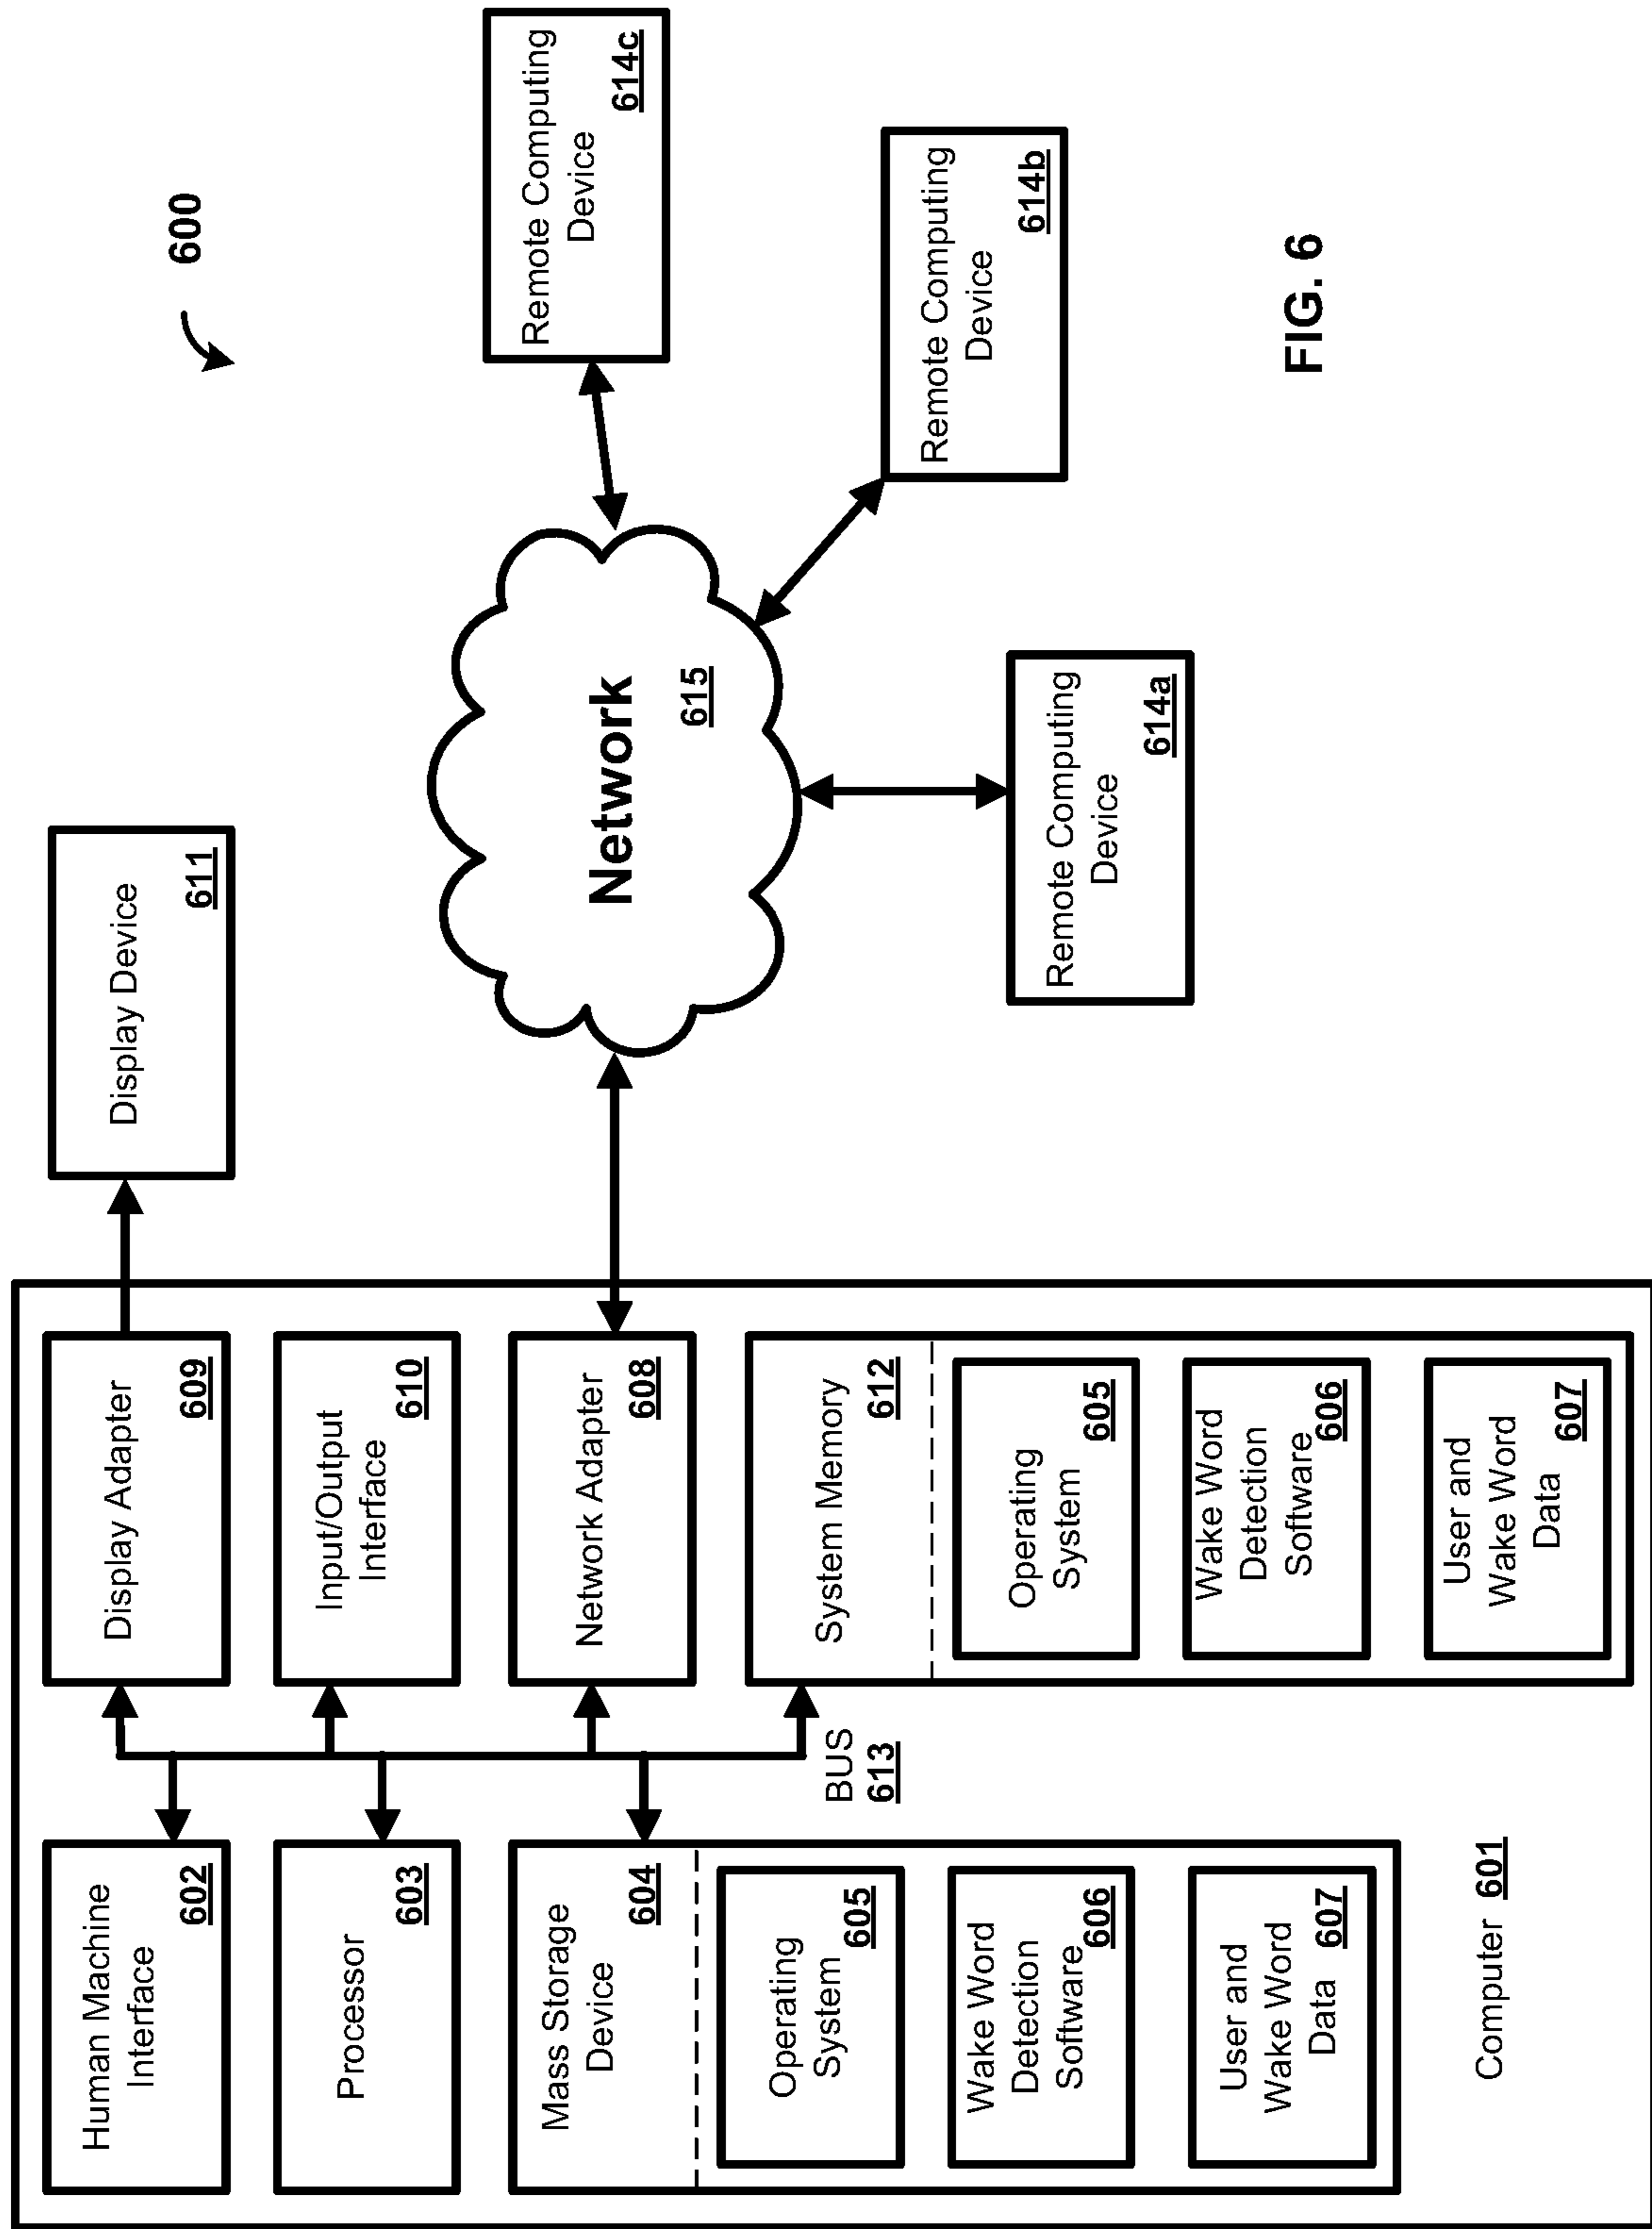 600
Human Machine
Interface
602
Processor
603
Mass Storage
Device
604
Operating
System
605
Wake Word
Detection
Software
606
User and
Wake Word
Data
607
Computer 601
BUS
613
Display Adapter
609
Input/Output
Interface
610
Network Adapter
608
System Memory
612
Operating
System
605
Wake Word
Detection
Software
606
User and
Wake Word
Data
607
Display Device
611
Network
615
Remote Computing
Device
614a
Remote Computing
Device
614b
Remote Computing
Device
614c
FIG. 6